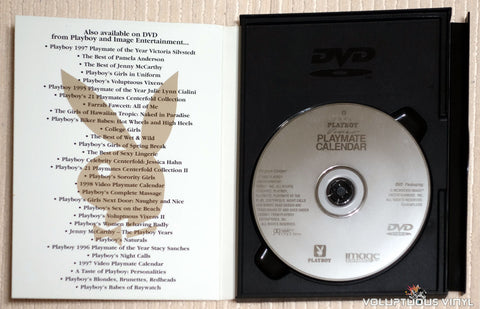 Also available on DVD
from Playboy and Image Entertainment...
• Playboy 1997 Playmate of the Year Victoria Silvstedt
• The Best of Pamela Anderson
• The Best of Jenny McCarthy
• Playboy's Girls in Uniform
• Playboy's Voluptuous Vixens
• Playboy 1995 Playmate of the Year Julie Lynn Cialini
• Playboy's 21 Playmates Centerfold Collection
• Farrah Fawcett: All of Me
• The Girls of Hawaiian Tropic: Naked in Paradise
• Playboy's Biker Babes: Hot Wheels and High Heels
• College Girls
• The Best of Wet & Wild
• Playboy's Girls of Spring Break
• The Best of Sexy Lingerie
• Playboy Celebrity Centerfold: Jessica Hahn
• Playboy's 21 Playmates Centerfold Collection II
• Playboy's Sorority Girls
• 1998 Video Playmate Calendar
• Playboy's Complete Massage
• Playboy's Girls Next Door: Naughty and Nice
• Playboy's Sex on the Beach
• Playboy's Voluptuous Vixens II
• Playboy's Women Behaving Badly
• Jenny McCarthy - The Playboy Years
• Playboy's Naturals
• Playboy 1996 Playmate of the Year Stacy Sanches
• Playboy's Night Calls
• 1997 Video Playmate Calendar
• A Taste of Playboy: Personalities
• Playboy's Blondes, Brunettes, Redheads
• Playboy's Babes of Baywatch
DVD
PLAYBOY
PLAYMATE
CALENDAR
PLAYBOY
image
ENTERTAINMENT
DVD
VOLUPTUOUS VINYL